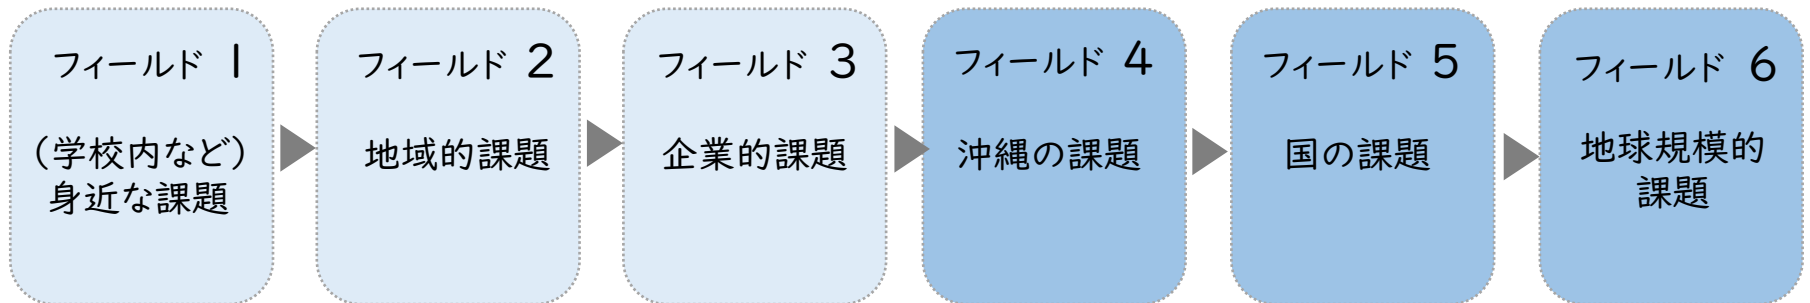 フィールド 1
(学校内など)
身近な課題
フィールド 2
地域的課題
フィールド 3
企業的課題
フィールド 4
沖縄の課題
フィールド 5
国の課題
フィールド 6
地球規模的
課題